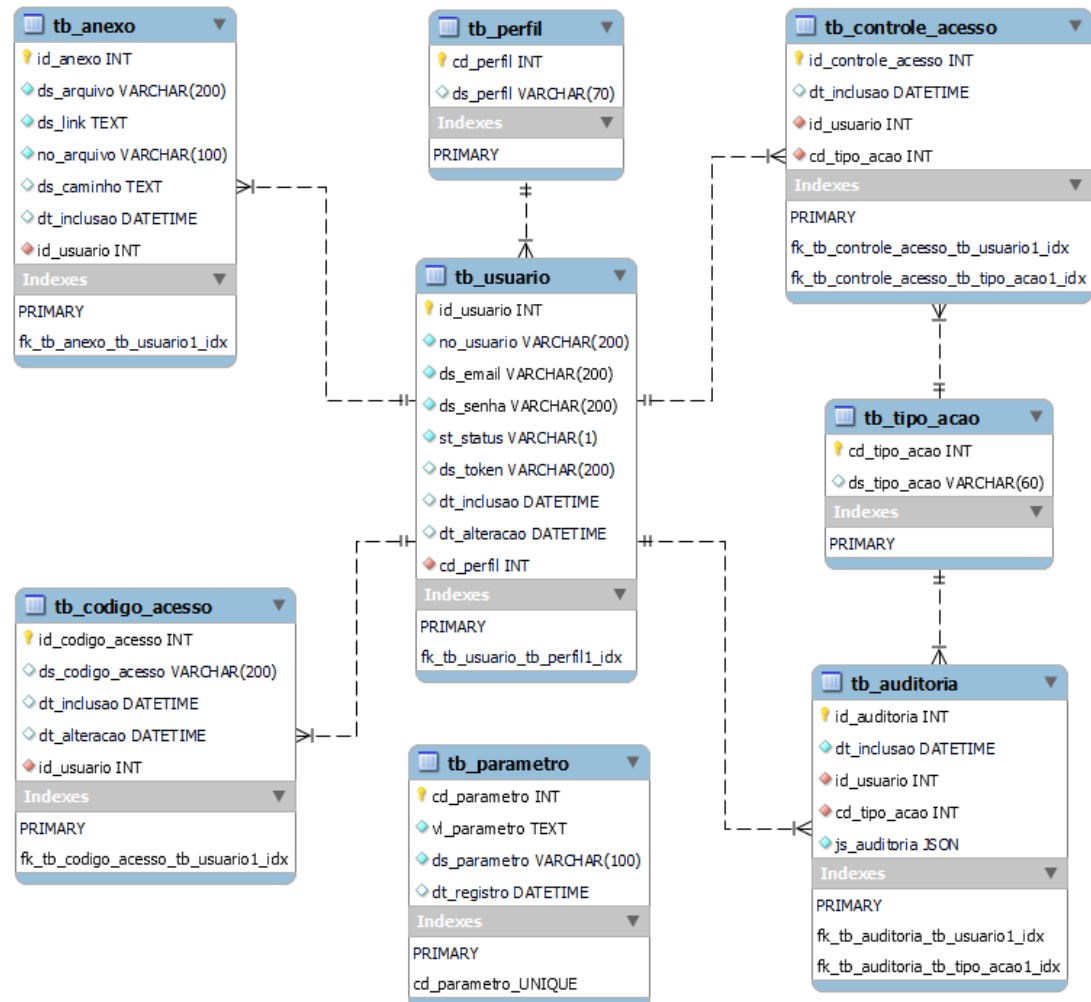 tb_anexo
id_anexo INT
ds_arquivo VARCHAR(200)
ds_link TEXT
no_arquivo VARCHAR(100)
ds_caminho TEXT
dt_inclusao DATETIME
id_usuario INT
Indexes
PRIMARY
fk_tb_anexo_tb_usuario1_idx
tb_perfil
cd_perfil INT
ds_perfil VARCHAR(70)
Indexes
PRIMARY
tb_controle_acesso
id_controle_acesso INT
dt_inclusao DATETIME
id_usuario INT
cd_tipo_acao INT
Indexes
PRIMARY
fk_tb_controle_acesso_tb_usuario1_idx
fk_tb_controle_acesso_tb_tipo_acao1_idx
tb_usuario
id_usuario INT
no_usuario VARCHAR(200)
ds_email VARCHAR(200)
ds_senha VARCHAR(200)
st_status VARCHAR(1)
ds_token VARCHAR(200)
dt_inclusao DATETIME
dt_alteracao DATETIME
cd_perfil INT
Indexes
PRIMARY
fk_tb_usuario_tb_perfil1_idx
tb_tipo_acao
cd_tipo_acao INT
ds_tipo_acao VARCHAR(60)
Indexes
PRIMARY
tb_codigo_acesso
id_codigo_acesso INT
ds_codigo_acesso VARCHAR(200)
dt_inclusao DATETIME
dt_alteracao DATETIME
id_usuario INT
Indexes
PRIMARY
fk_tb_codigo_acesso_tb_usuario1_idx
tb_parametro
cd_parametro INT
vl_parametro TEXT
ds_parametro VARCHAR(100)
dt_registro DATETIME
Indexes
PRIMARY
cd_parametro_UNIQUE
tb_auditoria
id_auditoria INT
dt_inclusao DATETIME
id_usuario INT
cd_tipo_acao INT
js_auditoria JSON
Indexes
PRIMARY
fk_tb_auditoria_tb_usuario1_idx
fk_tb_auditoria_tb_tipo_acao1_idx